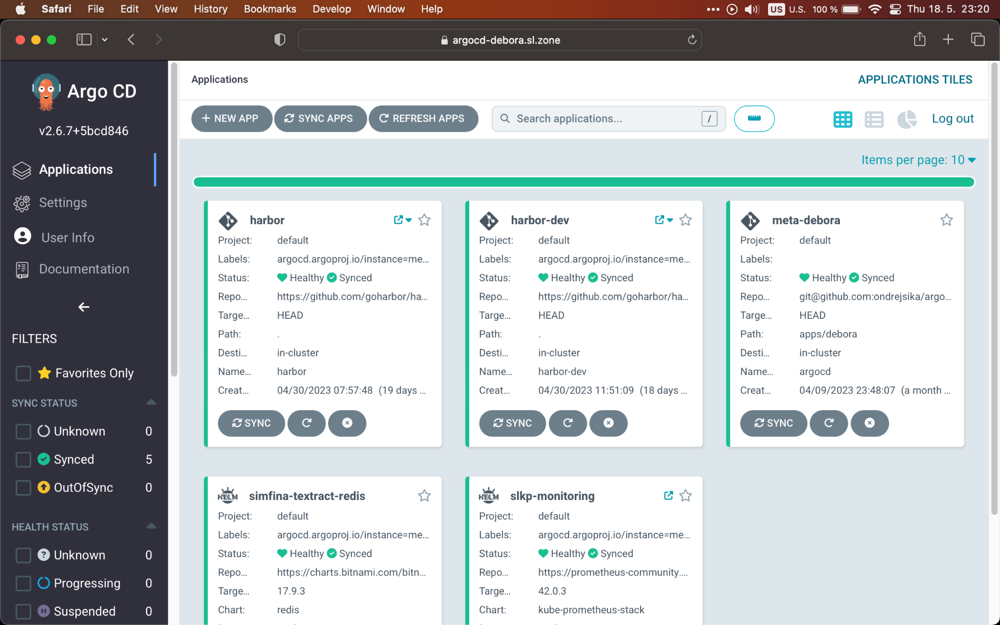 Safari File Edit View History Bookmarks Develop Window Help US U.S. 100 % Thu 18. 5. 23:20
argocd-debora.sl.zone
Argo CD
v2.6.7+5bcd846
Applications
Settings
User Info
Documentation
FILTERS
Favorites Only
SYNC STATUS
Unknown 0
Synced 5
OutOfSync 0
HEALTH STATUS
Unknown 0
Progressing 0
Suspended 0
Applications APPLICATIONS TILES
+ NEW APP SYNC APPS REFRESH APPS Search applications... / Log out
Items per page: 10
harbor
Project: default
Labels: argocd.argoproj.io/instance=me...
Status: Healthy Synced
Repo... https://github.com/goharbor/ha...
Targe... HEAD
Path: .
Desti... in-cluster
Name... harbor
Creat... 04/30/2023 07:57:48 (19 days ...
SYNC
harbor-dev
Project: default
Labels: argocd.argoproj.io/instance=me...
Status: Healthy Synced
Repo... https://github.com/goharbor/ha...
Targe... HEAD
Path: .
Desti... in-cluster
Name... harbor-dev
Creat... 04/30/2023 11:51:09 (18 days ...
SYNC
meta-debora
Project: default
Labels:
Status: Healthy Synced
Repo... git@github.com:ondrejsika/argo...
Targe... HEAD
Path: apps/debora
Desti... in-cluster
Name... argocd
Creat... 04/09/2023 23:48:07 (a month ...
SYNC
HELM simfina-textract-redis
Project: default
Labels: argocd.argoproj.io/instance=me...
Status: Healthy Synced
Repo... https://charts.bitnami.com/bitn...
Targe... 17.9.3
Chart: redis
HELM slkp-monitoring
Project: default
Labels: argocd.argoproj.io/instance=me...
Status: Healthy Synced
Repo... https://prometheus-community....
Targe... 42.0.3
Chart: kube-prometheus-stack